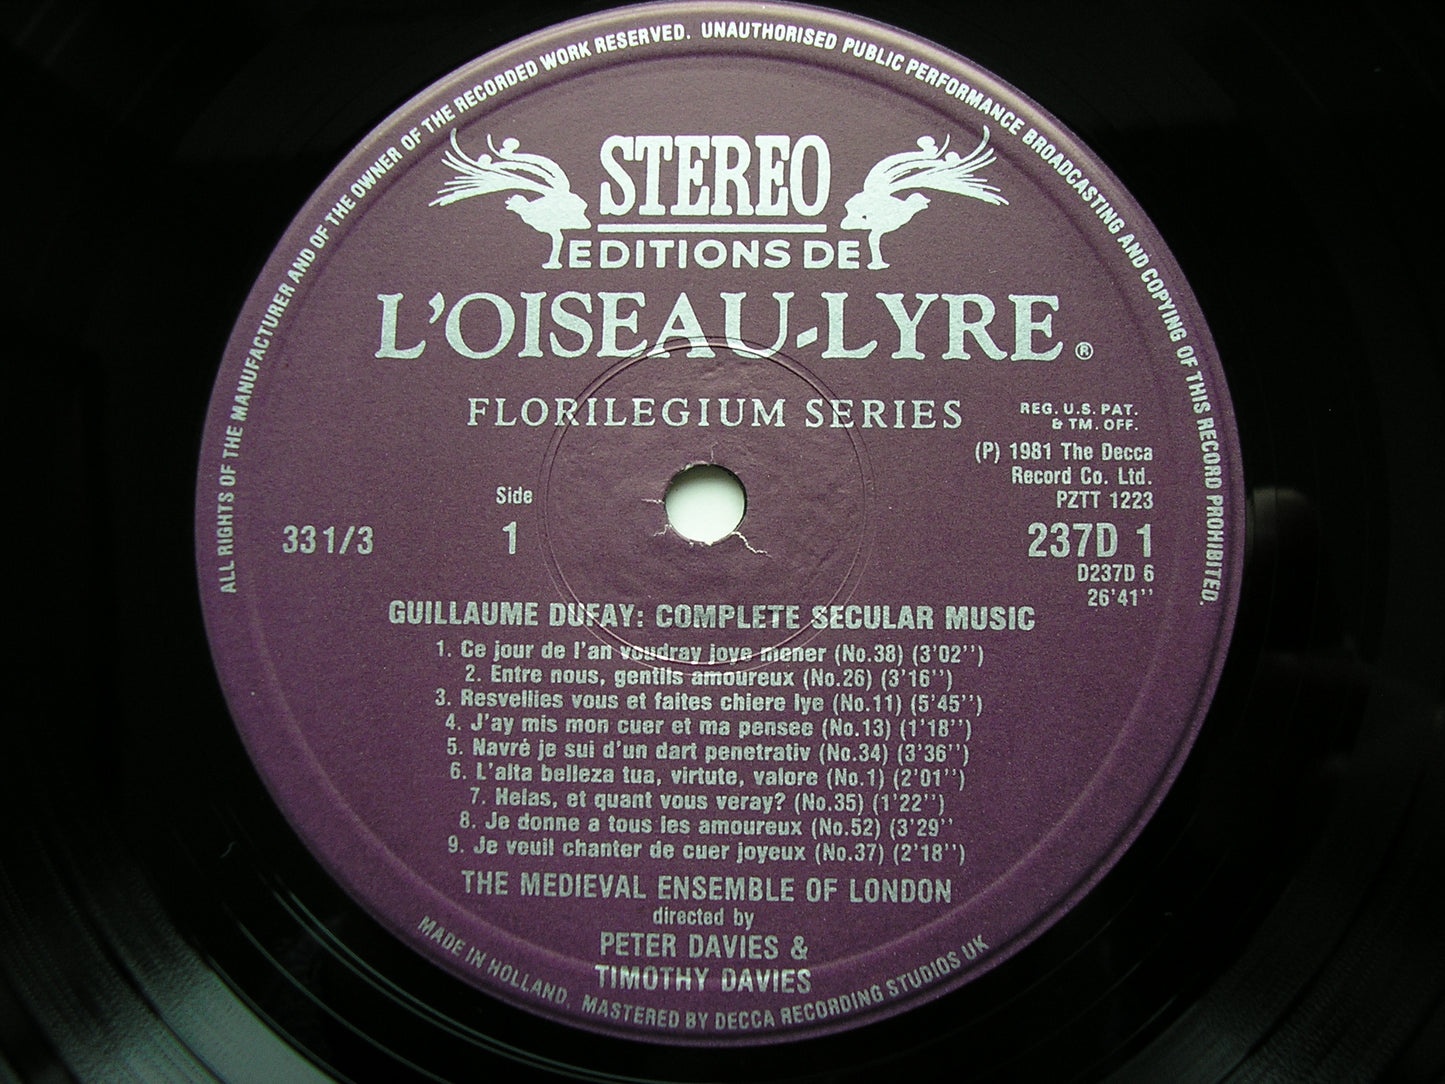 ALL RIGHTS OF THE MANUFACTURER AND OF THE OWNER OF THE RECORDED WORK RESERVED. UNAUTHORISED PUBLIC PERFORMANCE BROADCASTING AND COPYING OF THIS RECORD PROHIBITED.
STEREO
EDITIONS DE
L'OISEAU-LYRE ®
FLORILEGIUM SERIES
REG. U.S. PAT.
& TM. OFF.
(P) 1981 The Decca
Record Co. Ltd.
PZTT 1223
Side
1
33 1/3
237D 1
D237D 6
26'41''
GUILLAUME DUFAY: COMPLETE SECULAR MUSIC
1. Ce jour de l'an voudray joye mener (No.38) (3'02'')
2. Entre nous, gentils amoureux (No.26) (3'16'')
3. Resvellies vous et faites chiere lye (No.11) (5'45'')
4. J'ay mis mon cuer et ma pensee (No.13) (1'18'')
5. Navré je sui d'un dart penetrativ (No.34) (3'36'')
6. L'alta belleza tua, virtute, valore (No.1) (2'01'')
7. Helas, et quant vous veray? (No.35) (1'22'')
8. Je donne a tous les amoureux (No.52) (3'29''
9. Je veuil chanter de cuer joyeux (No.37) (2'18'')
THE MEDIEVAL ENSEMBLE OF LONDON
directed by
PETER DAVIES &
TIMOTHY DAVIES
MADE IN HOLLAND. MASTERED BY DECCA RECORDING STUDIOS UK